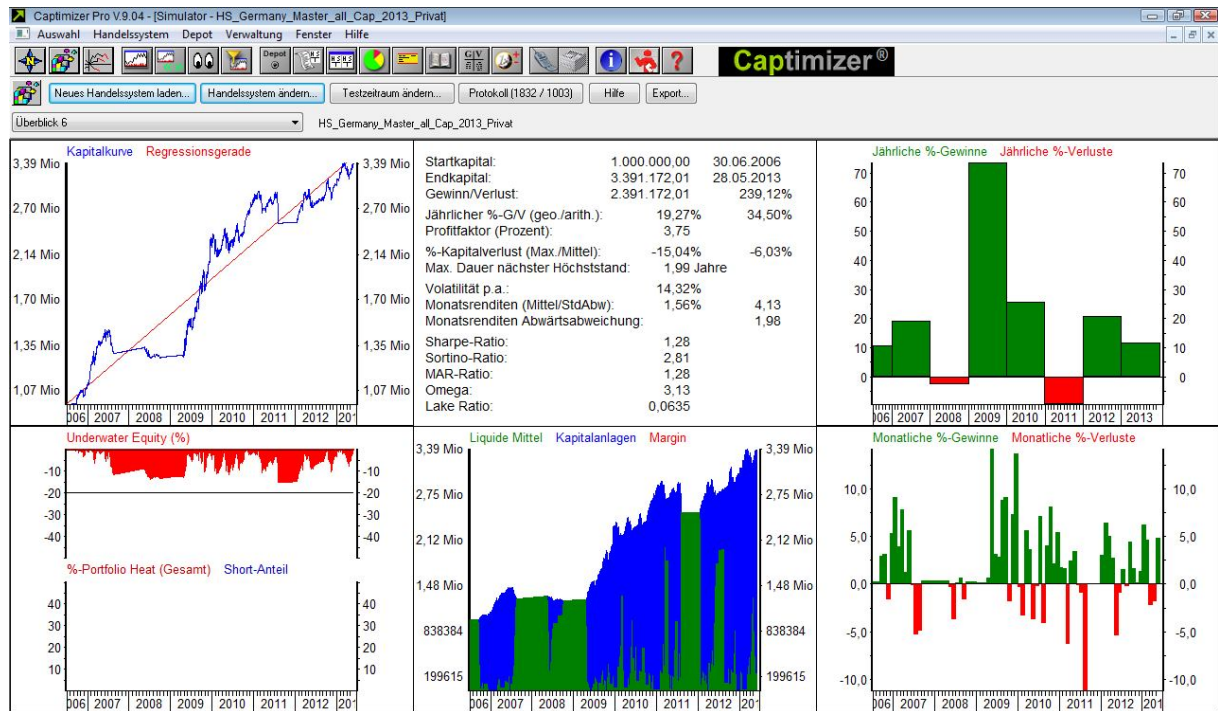 Captimizer Pro V.9.04 - [Simulator - HS_Germany_Master_all_Cap_2013_Privat]
Auswahl Handelssystem Depot Verwaltung Fenster Hilfe
Depot
G|V
Captimizer®
Neues Handelssystem laden... Handelssystem ändern... Testzeitraum ändern... Protokoll (1832 / 1003) Hilfe Export...
Überblick 6 HS_Germany_Master_all_Cap_2013_Privat
Kapitalkurve Regressionsgerade
3,39 Mio 3,39 Mio
2,70 Mio 2,70 Mio
2,14 Mio 2,14 Mio
1,70 Mio 1,70 Mio
1,35 Mio 1,35 Mio
1,07 Mio 1,07 Mio
006 2007 2008 2009 2010 2011 2012 201
Startkapital: 1.000.000,00 30.06.2006
Endkapital: 3.391.172,01 28.05.2013
Gewinn/Verlust: 2.391.172,01 239,12%
Jährlicher %-G/V (geo./arith.): 19,27% 34,50%
Profitfaktor (Prozent): 3,75
%-Kapitalverlust (Max./Mittel): -15,04% -6,03%
Max. Dauer nächster Höchststand: 1,99 Jahre
Volatilität p.a.: 14,32%
Monatsrenditen (Mittel/StdAbw): 1,56% 4,13
Monatsrenditen Abwärtsabweichung: 1,98
Sharpe-Ratio: 1,28
Sortino-Ratio: 2,81
MAR-Ratio: 1,28
Omega: 3,13
Lake Ratio: 0,0635
Jährliche %-Gewinne Jährliche %-Verluste
70 70
60 60
50 50
40 40
30 30
20 20
10 10
0 0
006 2007 2008 2009 2010 2011 2012 2013
Underwater Equity (%)
-10 -10
-20 -20
-30 -30
-40 -40
%-Portfolio Heat (Gesamt) Short-Anteil
40 40
30 30
20 20
10 10
006 2007 2008 2009 2010 2011 2012 201
Liquide Mittel Kapitalanlagen Margin
3,39 Mio 3,39 Mio
2,75 Mio 2,75 Mio
2,12 Mio 2,12 Mio
1,48 Mio 1,48 Mio
838384 838384
199615 199615
006 2007 2008 2009 2010 2011 2012 201
Monatliche %-Gewinne Monatliche %-Verluste
10,0 10,0
5,0 5,0
0,0 0,0
-5,0 -5,0
-10,0 -10,0
006 2007 2008 2009 2010 2011 2012 201